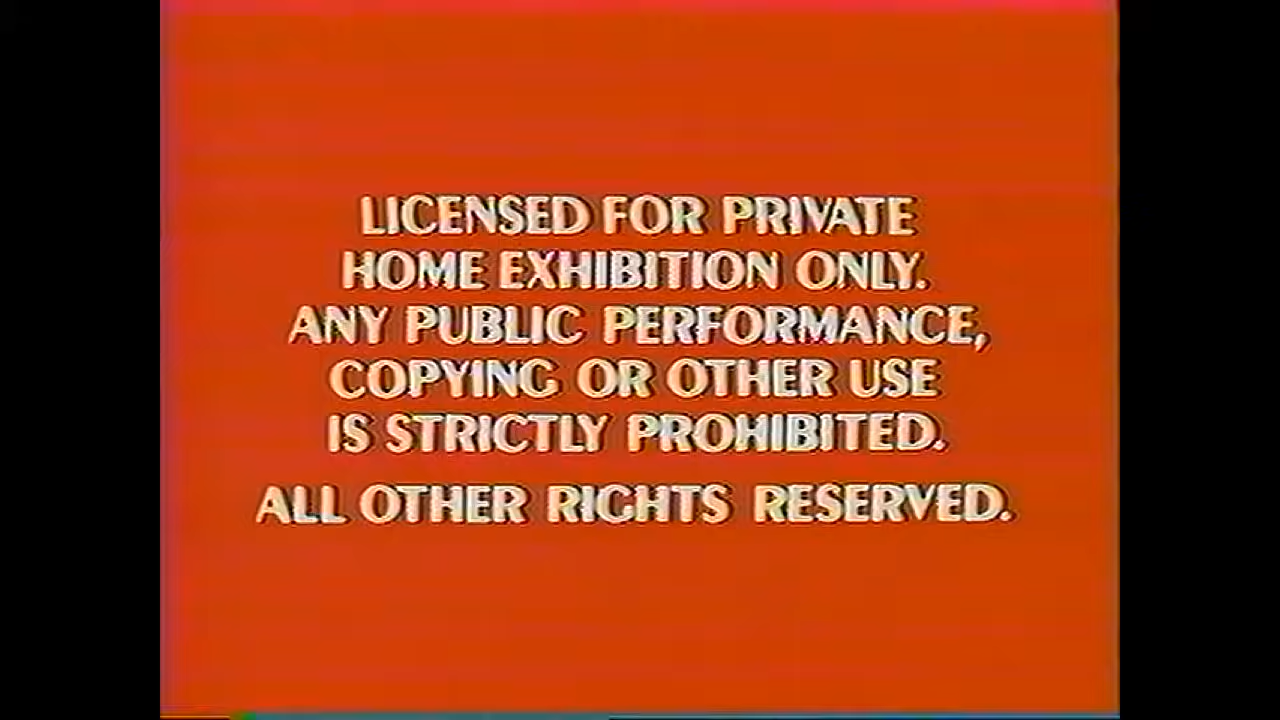 LICENSED FOR PRIVATE
HOME EXHIBITION ONLY.
ANY PUBLIC PERFORMANCE,
COPYING OR OTHER USE
IS STRICTLY PROHIBITED.
ALL OTHER RIGHTS RESERVED.